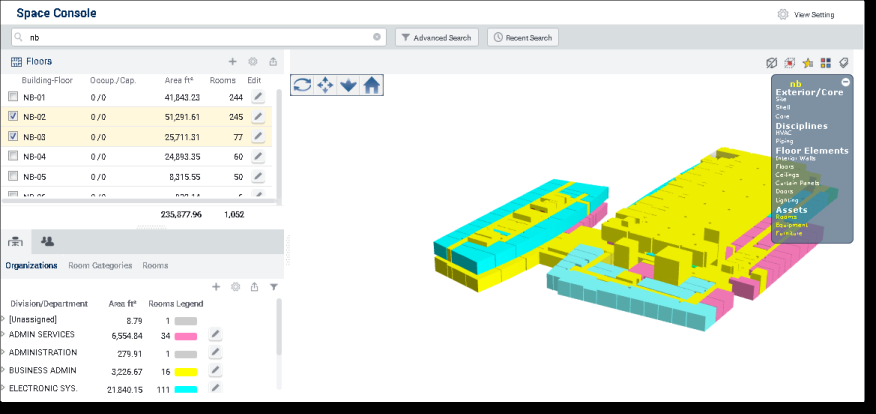 Space Console
View Setting
nb
Advanced Search
Recent Search
Floors
Building-Floor Occup./Cap. Area ft² Rooms Edit
NB-01 0 / 0 41,843.23 244
NB-02 0 / 0 51,291.61 245
NB-03 0 / 0 25,711.31 77
NB-04 0 / 0 24,893.35 60
NB-05 0 / 0 8,315.55 50
235,877.96 1,052
Organizations Room Categories Rooms
Division/Department Area ft² Rooms Legend
[Unassigned] 8.79 1
ADMIN SERVICES 6,554.84 34
ADMINISTRATION 279.91 1
BUSINESS ADMIN 3,226.67 16
ELECTRONIC SYS. 21,840.15 111
nb
Exterior/Core
Site
Shell
Core
Disciplines
HVAC
Piping
Floor Elements
Interior Walls
Floors
Ceilings
Curtain Panels
Doors
Lighting
Assets
Rooms
Equipment
Furniture